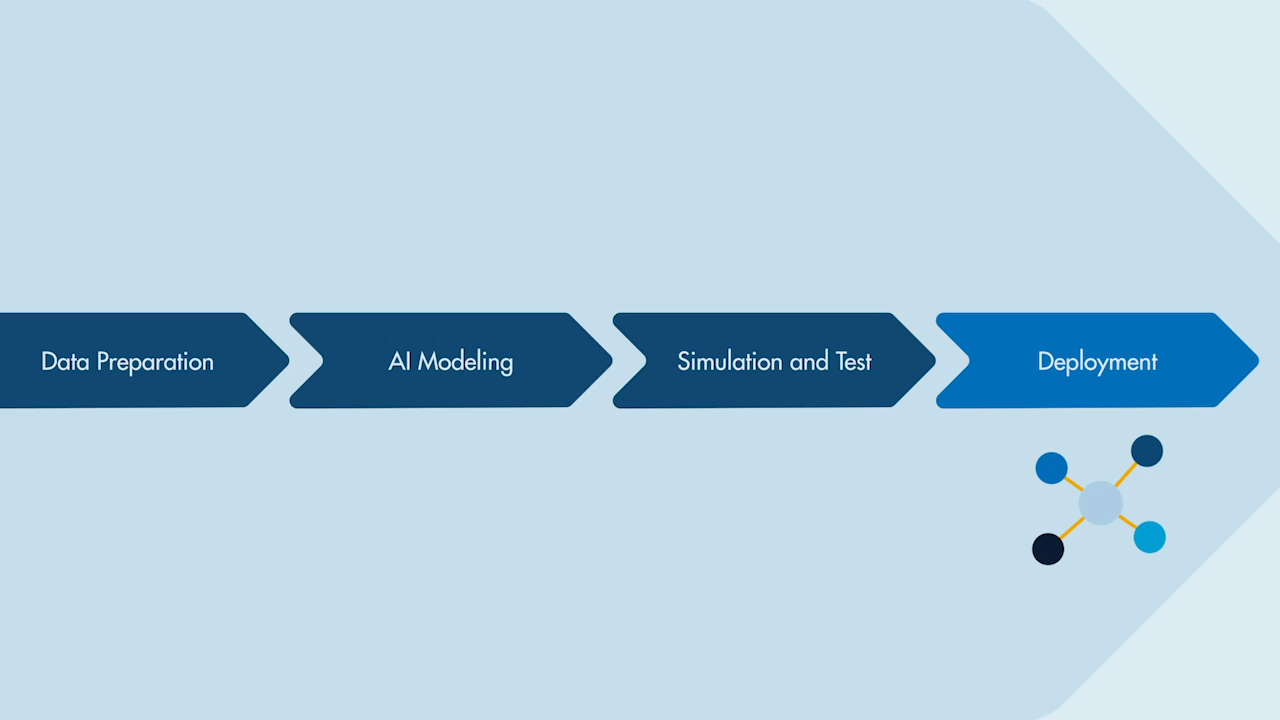 Data Preparation
AI Modeling
Simulation and Test
Deployment